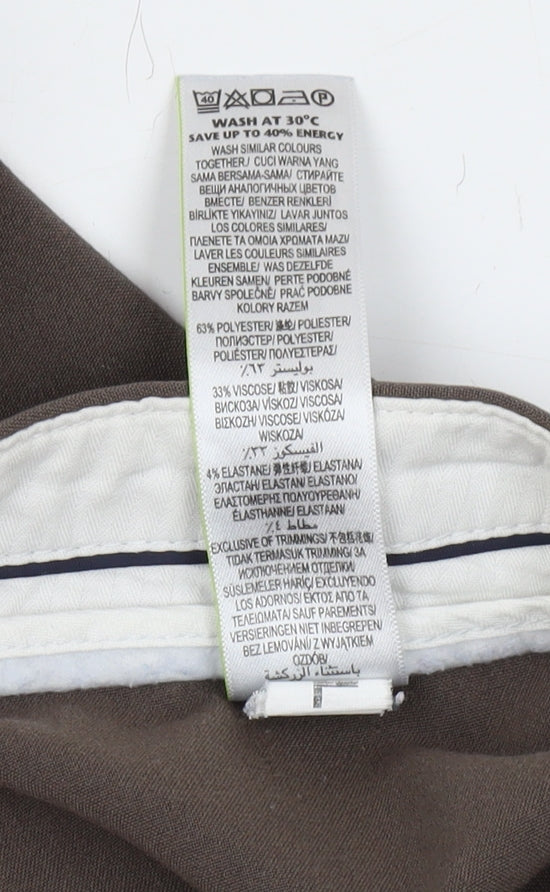 40 P
WASH AT 30°C
SAVE UP TO 40% ENERGY
WASH SIMILAR COLOURS
TOGETHER/ CUCI WARNA YANG
SAMA BERSAMA-SAMA/ СТИРАЙТЕ
ВЕЩИ АНАЛОГИЧНЫХ ЦВЕТОВ
ВМЕСТЕ/ BENZER RENKLERİ
BİRLİKTE YIKAYINIZ/ LAVAR JUNTOS
LOS COLORES SIMILARES/
ΠΛΕΝΕΤΕ ΤΑ ΟΜΟΙΑ ΧΡΩΜΑΤΑ ΜΑΖΙ/
LAVER LES COULEURS SIMILAIRES
ENSEMBLE/ WAS DEZELFDE
KLEUREN SAMEN/ PERTE PODOBNÉ
BARVY SPOLEČNĚ/ PRAĆ PODOBNE
KOLORY RAZEM
63% POLYESTER/ 涤纶/ POLIESTER/
ПОЛИЭСТЕР/ POLYESTER/
POLIÉSTER/ ΠΟΛΥΕΣΤΕΡΑΣ/
بوليستر ٦٣٪
33% VISCOSE/ 粘胶/ VISKOSA/
ВИСКОЗА/ VİSKOZ/ VISCOSA/
ΒΙΣΚΟΖΗ/ VISCOSE/ VISKÓZA/
WISKOZA/
الفيسكوز ٣٣٪
4% ELASTANE/ 弹性纤维/ ELASTANA/
ЭЛАСТАН/ ELASTAN/ ELASTANO/
ΕΛΑΣΤΟΜΕΡΗΣ ΠΟΛΥΟΥΡΕΘΑΝΗ/
ÉLASTHANNE/ ELASTAAN/
مطاط ٤٪
EXCLUSIVE OF TRIMMINGS/ 不包括花饰/
TIDAK TERMASUK TRIMMING/ ЗА
ИСКЛЮЧЕНИЕМ ОТДЕЛКИ/
SÜSLEMELER HARİÇ/ EXCLUYENDO
LOS ADORNOS/ ΕΚΤΟΣ ΑΠΟ ΤΑ
ΤΕΛΕΙΩΜΑΤΑ/ SAUF PAREMENTS/
VERSIERINGEN NIET INBEGREPEN/
BEZ LEMOVÁNÍ/ Z WYJĄTKIEM
OZDÓB/
باستثناء الزركشة